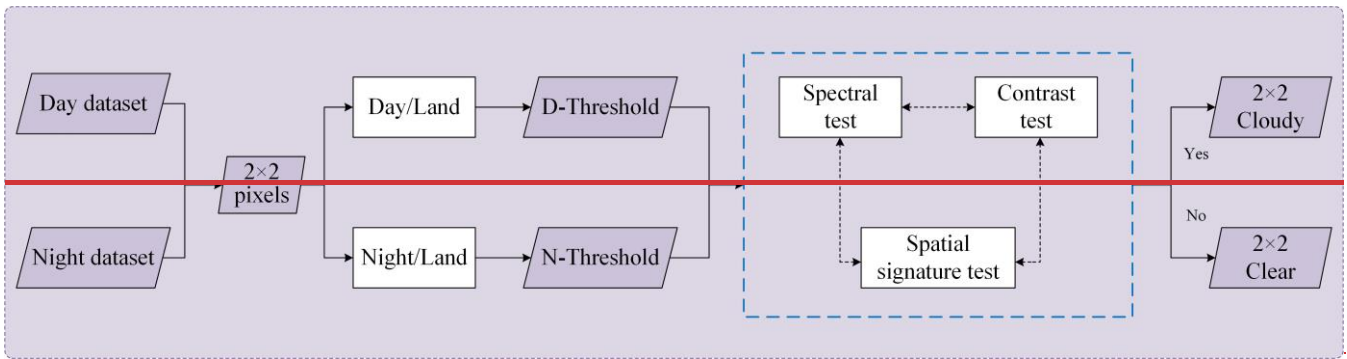 Day dataset
Night dataset
2×2
pixels
Day/Land
D-Threshold
Night/Land
N-Threshold
Spectral
test
Contrast
test
Spatial
signature test
Yes
No
2×2
Cloudy
2×2
Clear